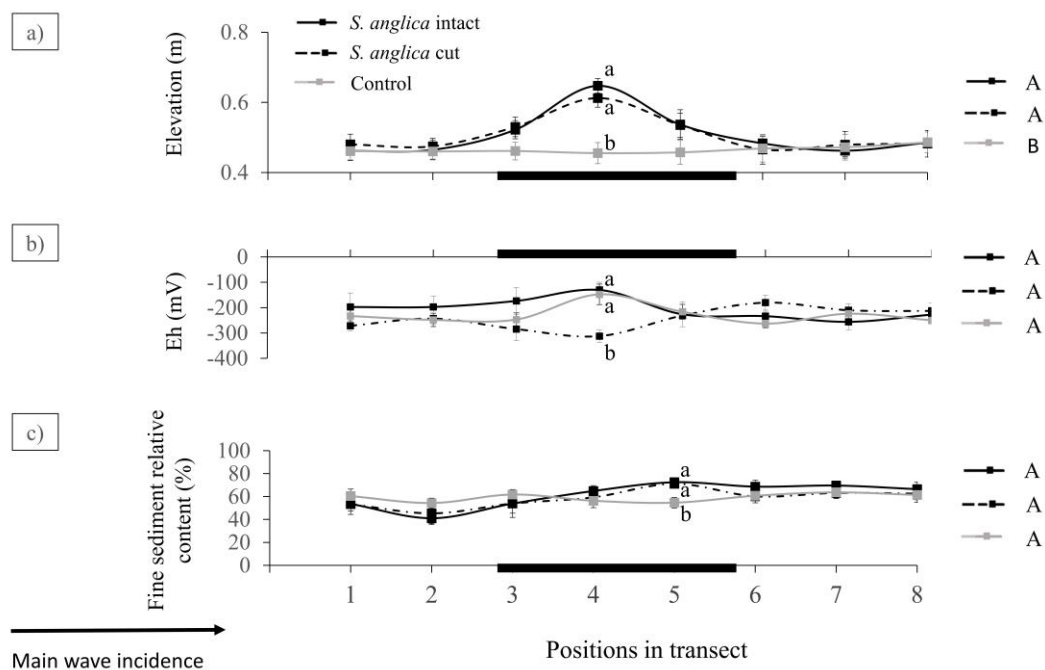 a)
S. anglica intact
S. anglica cut
Control
Elevation (m)
0.8
0.6
0.4
a
a
b
A
A
B
b)
Eh (mV)
0
-100
-200
-300
-400
a
a
b
A
A
A
c)
Fine sediment relative
content (%)
100
80
60
40
20
0
a
a
b
A
A
A
1 2 3 4 5 6 7 8
Positions in transect
Main wave incidence